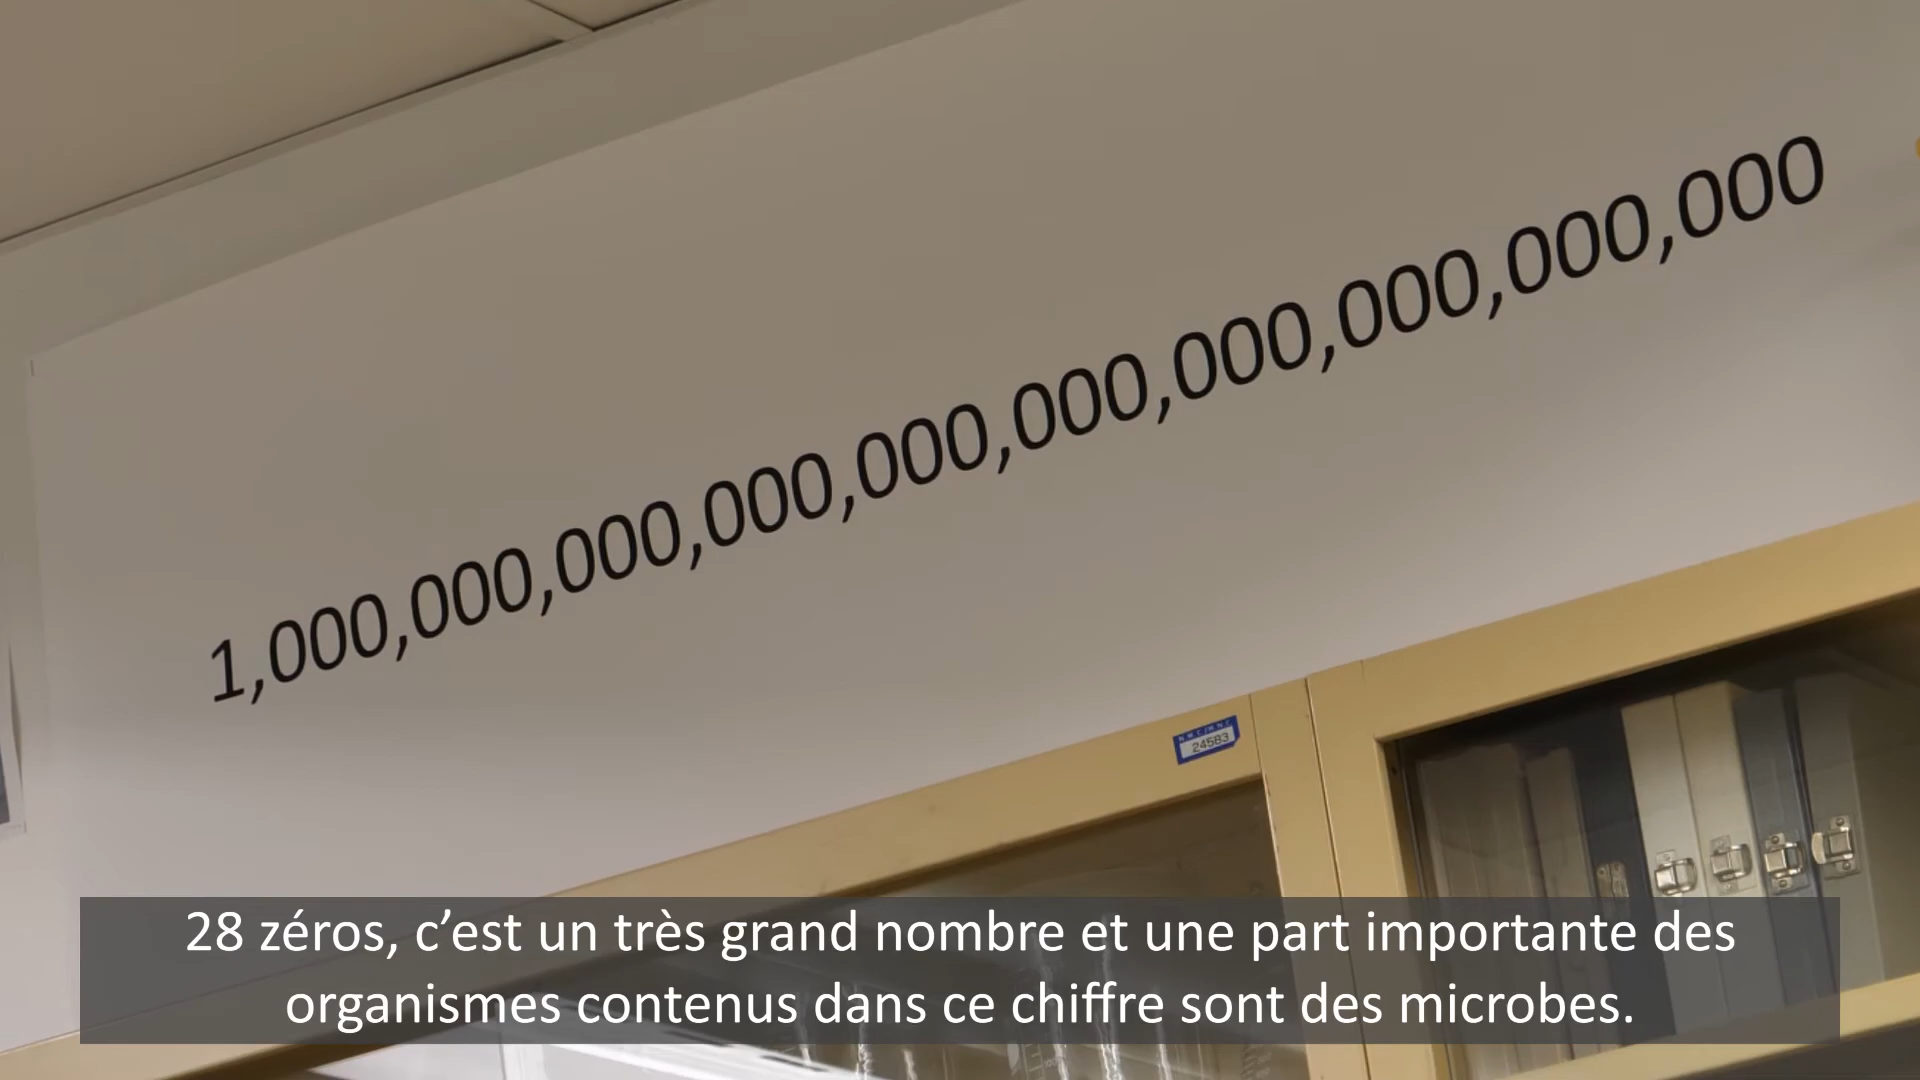 1,000,000,000,000,000,000,000,000,000,000
N.M.C./M.N.C.
24583
28 zéros, c’est un très grand nombre et une part importante des
organismes contenus dans ce chiffre sont des microbes.